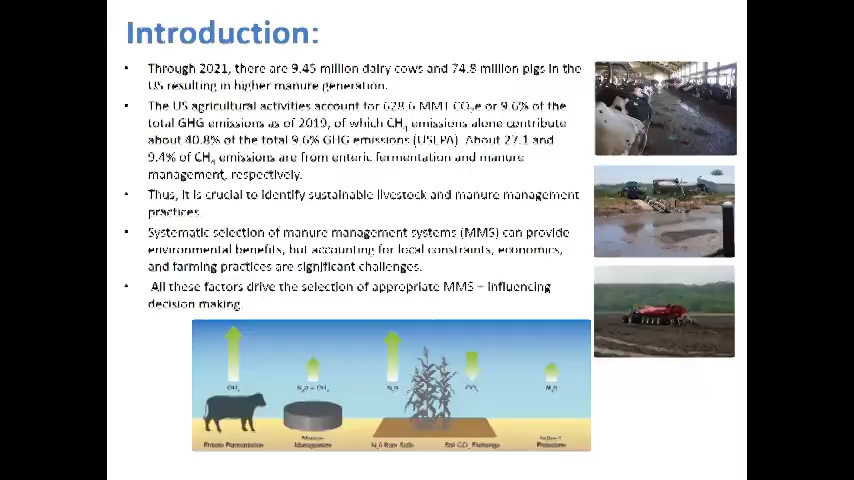 Introduction:
• Through 2021, there are 9.45 million dairy cows and 74.8 million pigs in the
US resulting in higher manure generation.
• The US agricultural activities account for 628.6 MMT CO₂e or 9.6% of the
total GHG emissions as of 2019, of which CH₄ emissions alone contribute
about 40.8% of the total 9.6% GHG emissions (USEPA). About 27.1 and
9.4% of CH₄ emissions are from enteric fermentation and manure
management, respectively.
• Thus, it is crucial to identify sustainable livestock and manure management
practices.
• Systematic selection of manure management systems (MMS) can provide
environmental benefits, but accounting for local constraints, economics,
and farming practices are significant challenges.
• All these factors drive the selection of appropriate MMS – influencing
decision making.
CH₄ N₂O + CH₄ N₂O CO₂ N₂O
Enteric Fermentation Manure Management N₂O from Soils Soil CO₂ Exchange